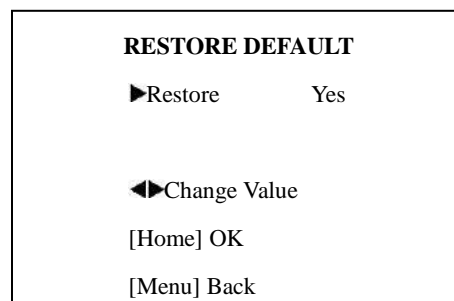 RESTORE DEFAULT
▶Restore Yes
◀▶Change Value
[Home] OK
[Menu] Back